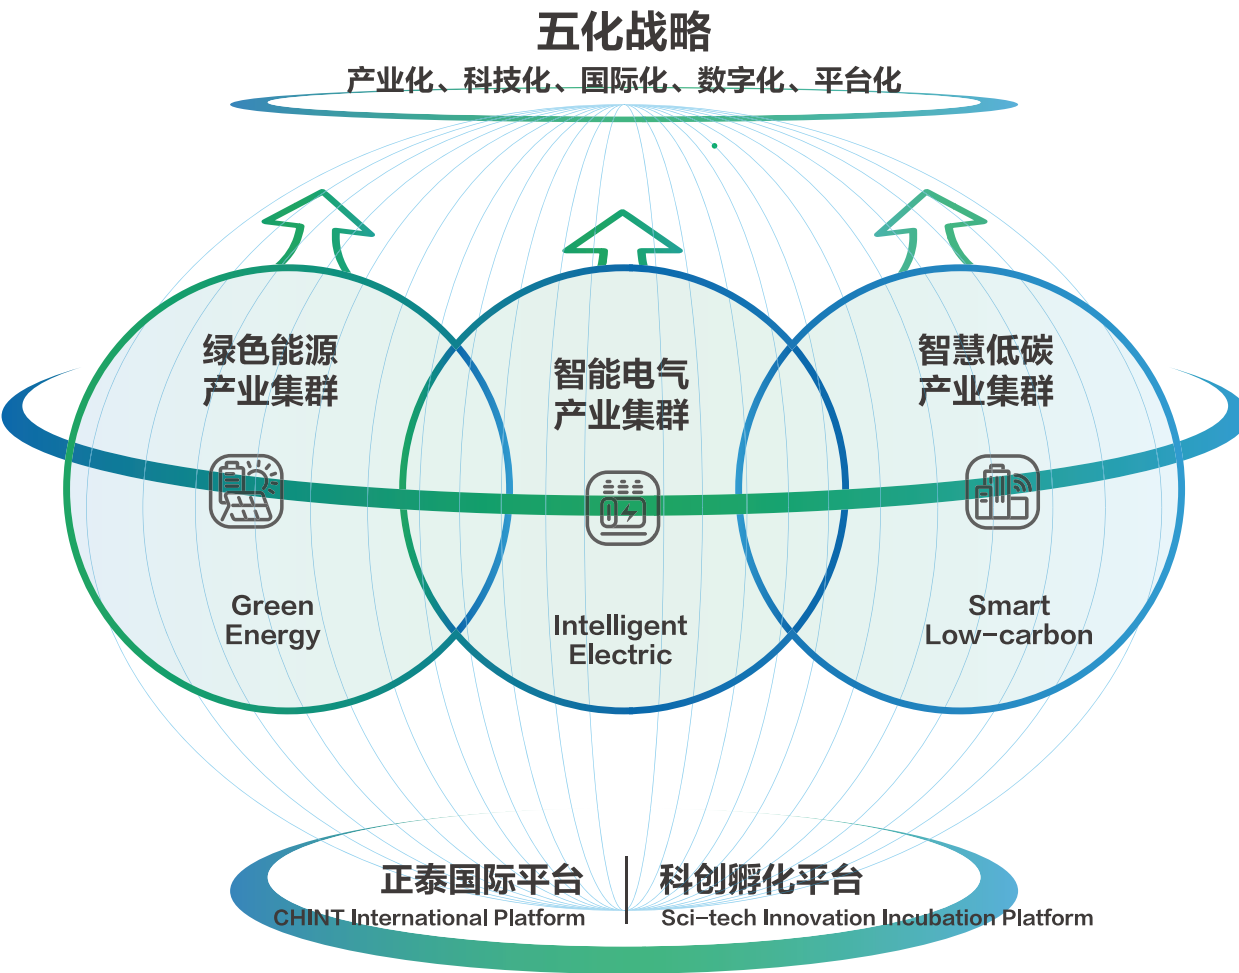 五化战略
产业化、科技化、国际化、数字化、平台化
绿色能源
产业集群
Green
Energy
智能电气
产业集群
Intelligent
Electric
智慧低碳
产业集群
Smart
Low-carbon
正泰国际平台
CHINT International Platform
科创孵化平台
Sci-tech Innovation Incubation Platform